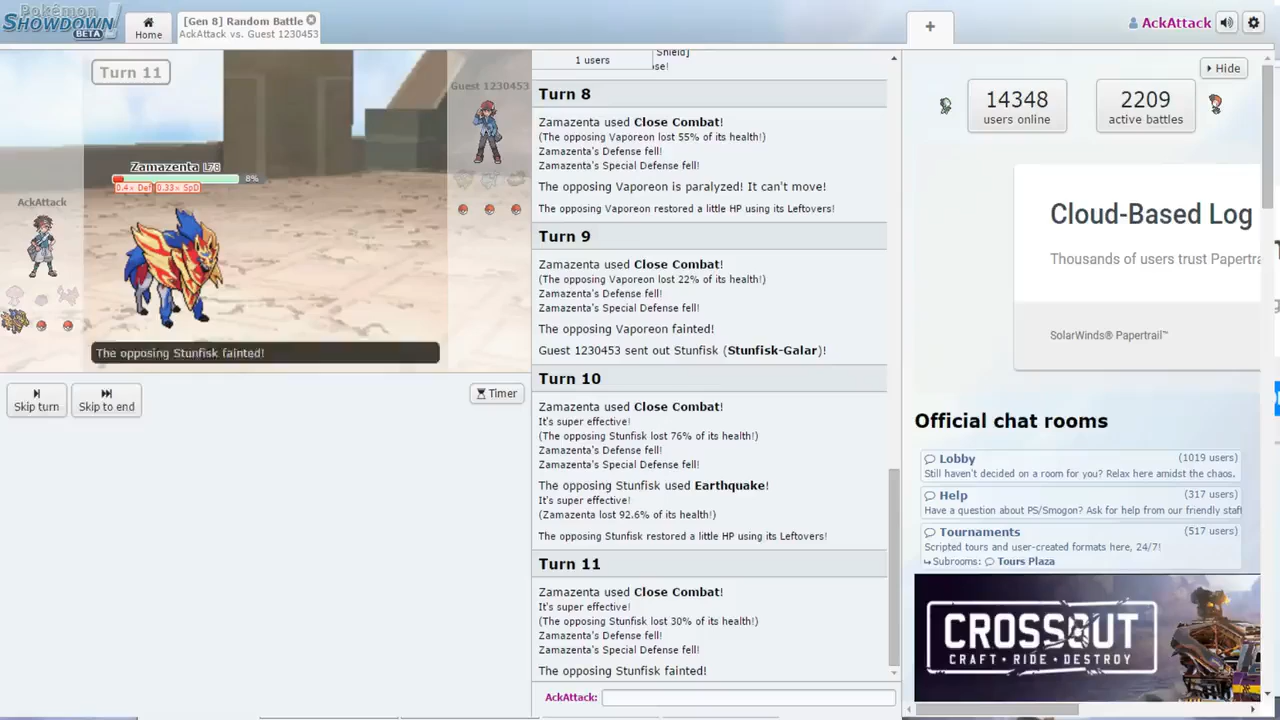 Pokémon
SHOWDOWN!
BETA
Home
[Gen 8] Random Battle
AckAttack vs. Guest 1230453
+
AckAttack
Turn 11
Guest 1230453
Zamazenta L78
8%
0.4× Def 0.33× SpD
AckAttack
The opposing Stunfisk fainted!
Skip turn
Skip to end
Timer
1 users
Shield]
Turn 8
Zamazenta used Close Combat!
(The opposing Vaporeon lost 55% of its health!)
Zamazenta's Defense fell!
Zamazenta's Special Defense fell!
The opposing Vaporeon is paralyzed! It can't move!
The opposing Vaporeon restored a little HP using its Leftovers!
Turn 9
Zamazenta used Close Combat!
(The opposing Vaporeon lost 22% of its health!)
Zamazenta's Defense fell!
Zamazenta's Special Defense fell!
The opposing Vaporeon fainted!
Guest 1230453 sent out Stunfisk (Stunfisk-Galar)!
Turn 10
Zamazenta used Close Combat!
It's super effective!
(The opposing Stunfisk lost 76% of its health!)
Zamazenta's Defense fell!
Zamazenta's Special Defense fell!
The opposing Stunfisk used Earthquake!
It's super effective!
(Zamazenta lost 92.6% of its health!)
The opposing Stunfisk restored a little HP using its Leftovers!
Turn 11
Zamazenta used Close Combat!
It's super effective!
(The opposing Stunfisk lost 30% of its health!)
Zamazenta's Defense fell!
Zamazenta's Special Defense fell!
The opposing Stunfisk fainted!
AckAttack:
Hide
14348
users online
2209
active battles
Cloud-Based Log
Thousands of users trust Papertra
SolarWinds® Papertrail™
Official chat rooms
Lobby (1019 users)
Still haven't decided on a room for you? Relax here amidst the chaos.
Help (317 users)
Have a question about PS/Smogon? Ask for help from our friendly staff
Tournaments (517 users)
Scripted tours and user-created formats here, 24/7!
Subrooms: Tours Plaza
CROSSOUT
CRAFT • RIDE • DESTROY